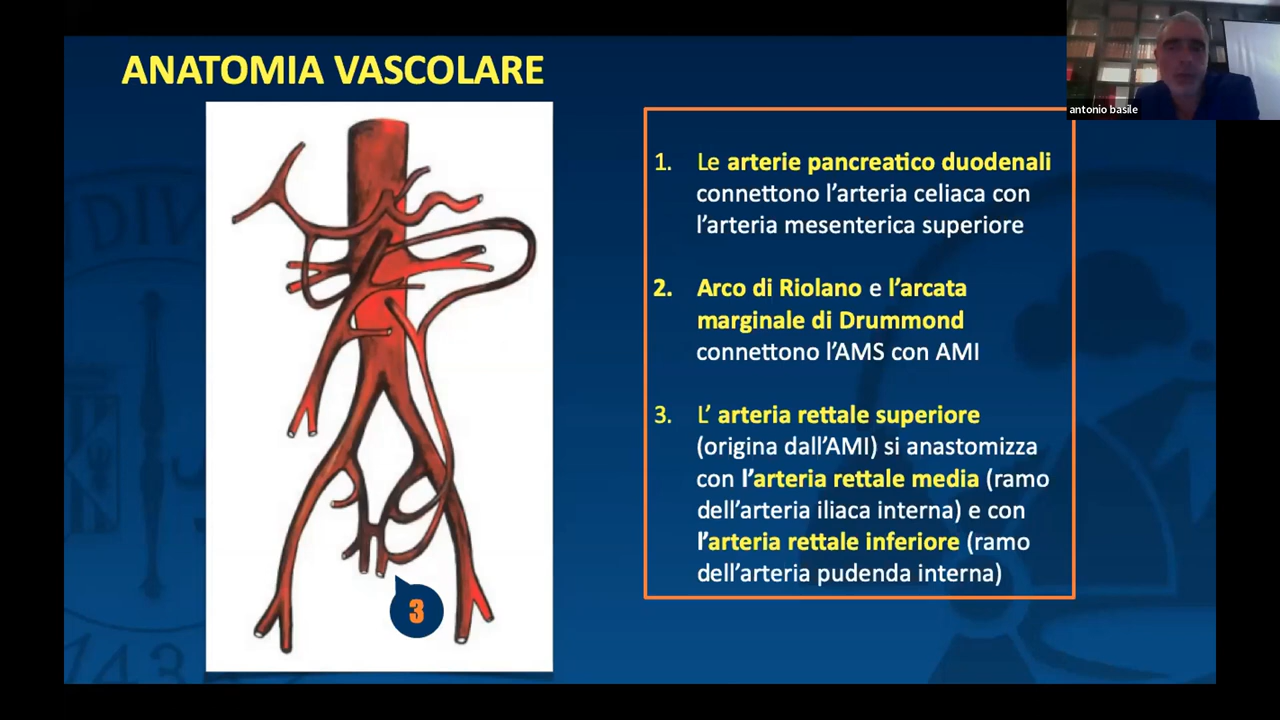 ANATOMIA VASCOLARE
antonio basile
1. Le arterie pancreatico duodenali
connettono l’arteria celiaca con
l’arteria mesenterica superiore
2. Arco di Riolano e l’arcata
marginale di Drummond
connettono l’AMS con AMI
3. L’ arteria rettale superiore
(origina dall’AMI) si anastomizza
con l’arteria rettale media (ramo
dell’arteria iliaca interna) e con
l’arteria rettale inferiore (ramo
dell’arteria pudenda interna)
3